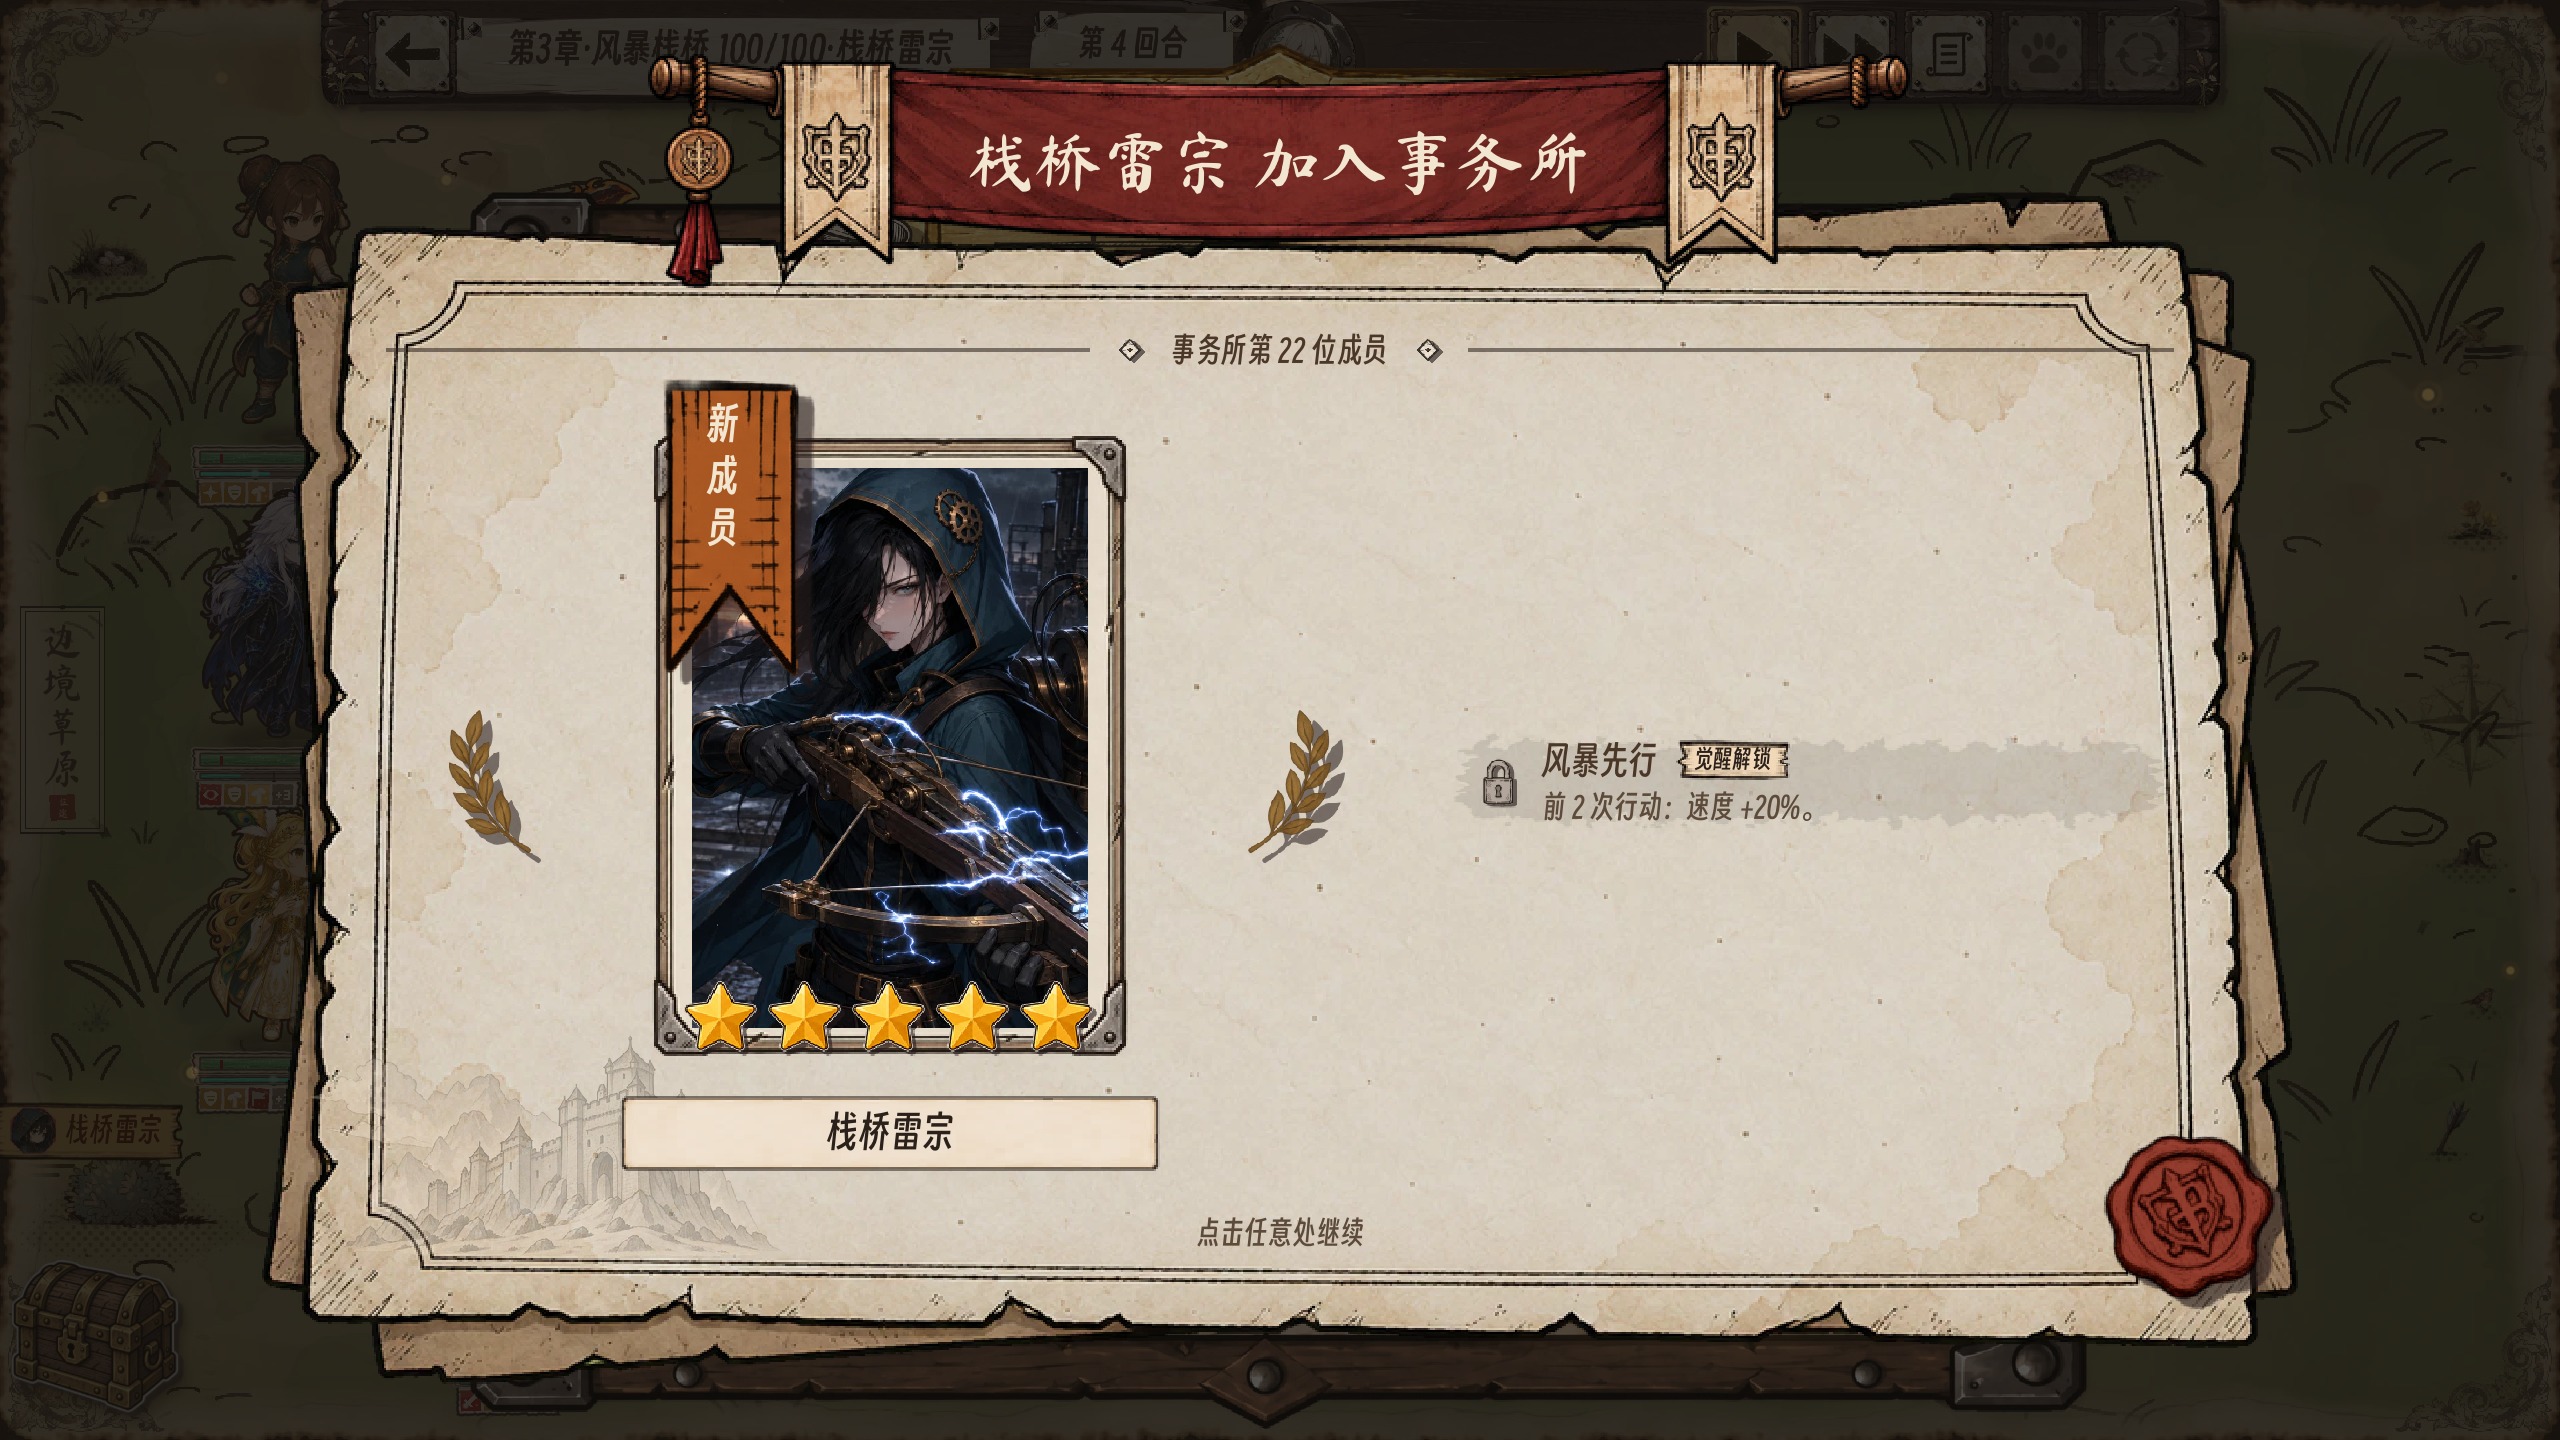 第3章·风暴栈桥 100/100·栈桥雷宗
第 4 回合
栈桥雷宗 加入事务所
事务所第 22 位成员
新成员
风暴先行 觉醒解锁
前 2 次行动：速度 +20%。
边境草原
栈桥雷宗
栈桥雷宗
点击任意处继续